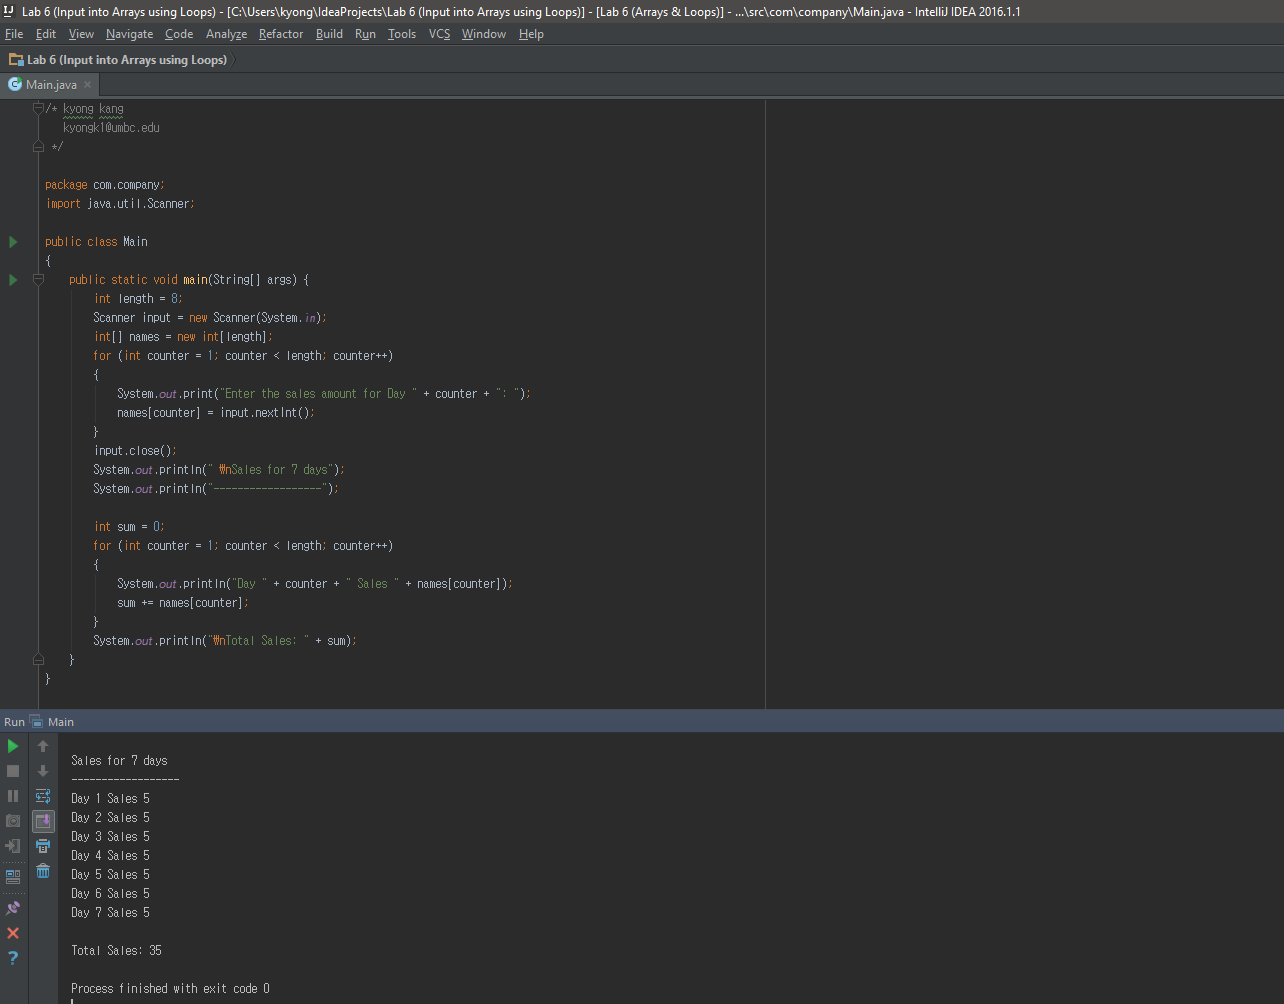 Lab 6 (Input into Arrays using Loops) - [C:\Users\kyong\IdeaProjects\Lab 6 (Input into Arrays using Loops)] - [Lab 6 (Arrays & Loops)] - ...\src\com\company\Main.java - IntelliJ IDEA 2016.1.1
File Edit View Navigate Code Analyze Refactor Build Run Tools VCS Window Help
Lab 6 (Input into Arrays using Loops)
Main.java
/* kyong kang
   kyongk1@umbc.edu
 */
package com.company;
import java.util.Scanner;
public class Main
{
    public static void main(String[] args) {
        int length = 8;
        Scanner input = new Scanner(System.in);
        int[] names = new int[length];
        for (int counter = 1; counter < length; counter++)
        {
            System.out.print("Enter the sales amount for Day " + counter + ": ");
            names[counter] = input.nextInt();
        }
        input.close();
        System.out.println(" ₩nSales for 7 days");
        System.out.println("------------------");
        int sum = 0;
        for (int counter = 1; counter < length; counter++)
        {
            System.out.println("Day " + counter + " Sales " + names[counter]);
            sum += names[counter];
        }
        System.out.println("₩nTotal Sales: " + sum);
    }
}
Run Main
Sales for 7 days
------------------
Day 1 Sales 5
Day 2 Sales 5
Day 3 Sales 5
Day 4 Sales 5
Day 5 Sales 5
Day 6 Sales 5
Day 7 Sales 5
Total Sales: 35
Process finished with exit code 0